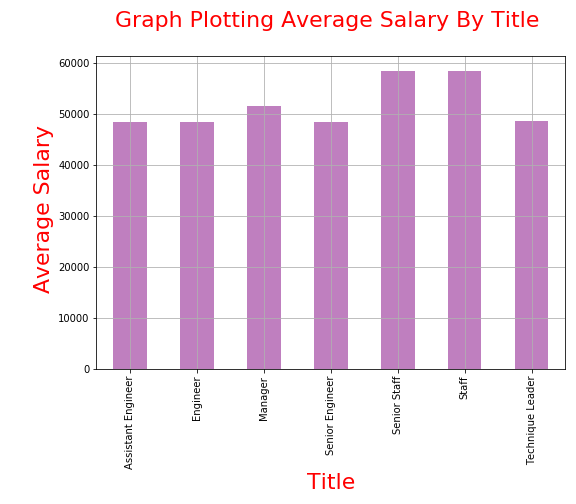 Graph Plotting Average Salary By Title
Average Salary
60000
50000
40000
30000
20000
10000
0
Assistant Engineer
Engineer
Manager
Senior Engineer
Senior Staff
Staff
Technique Leader
Title